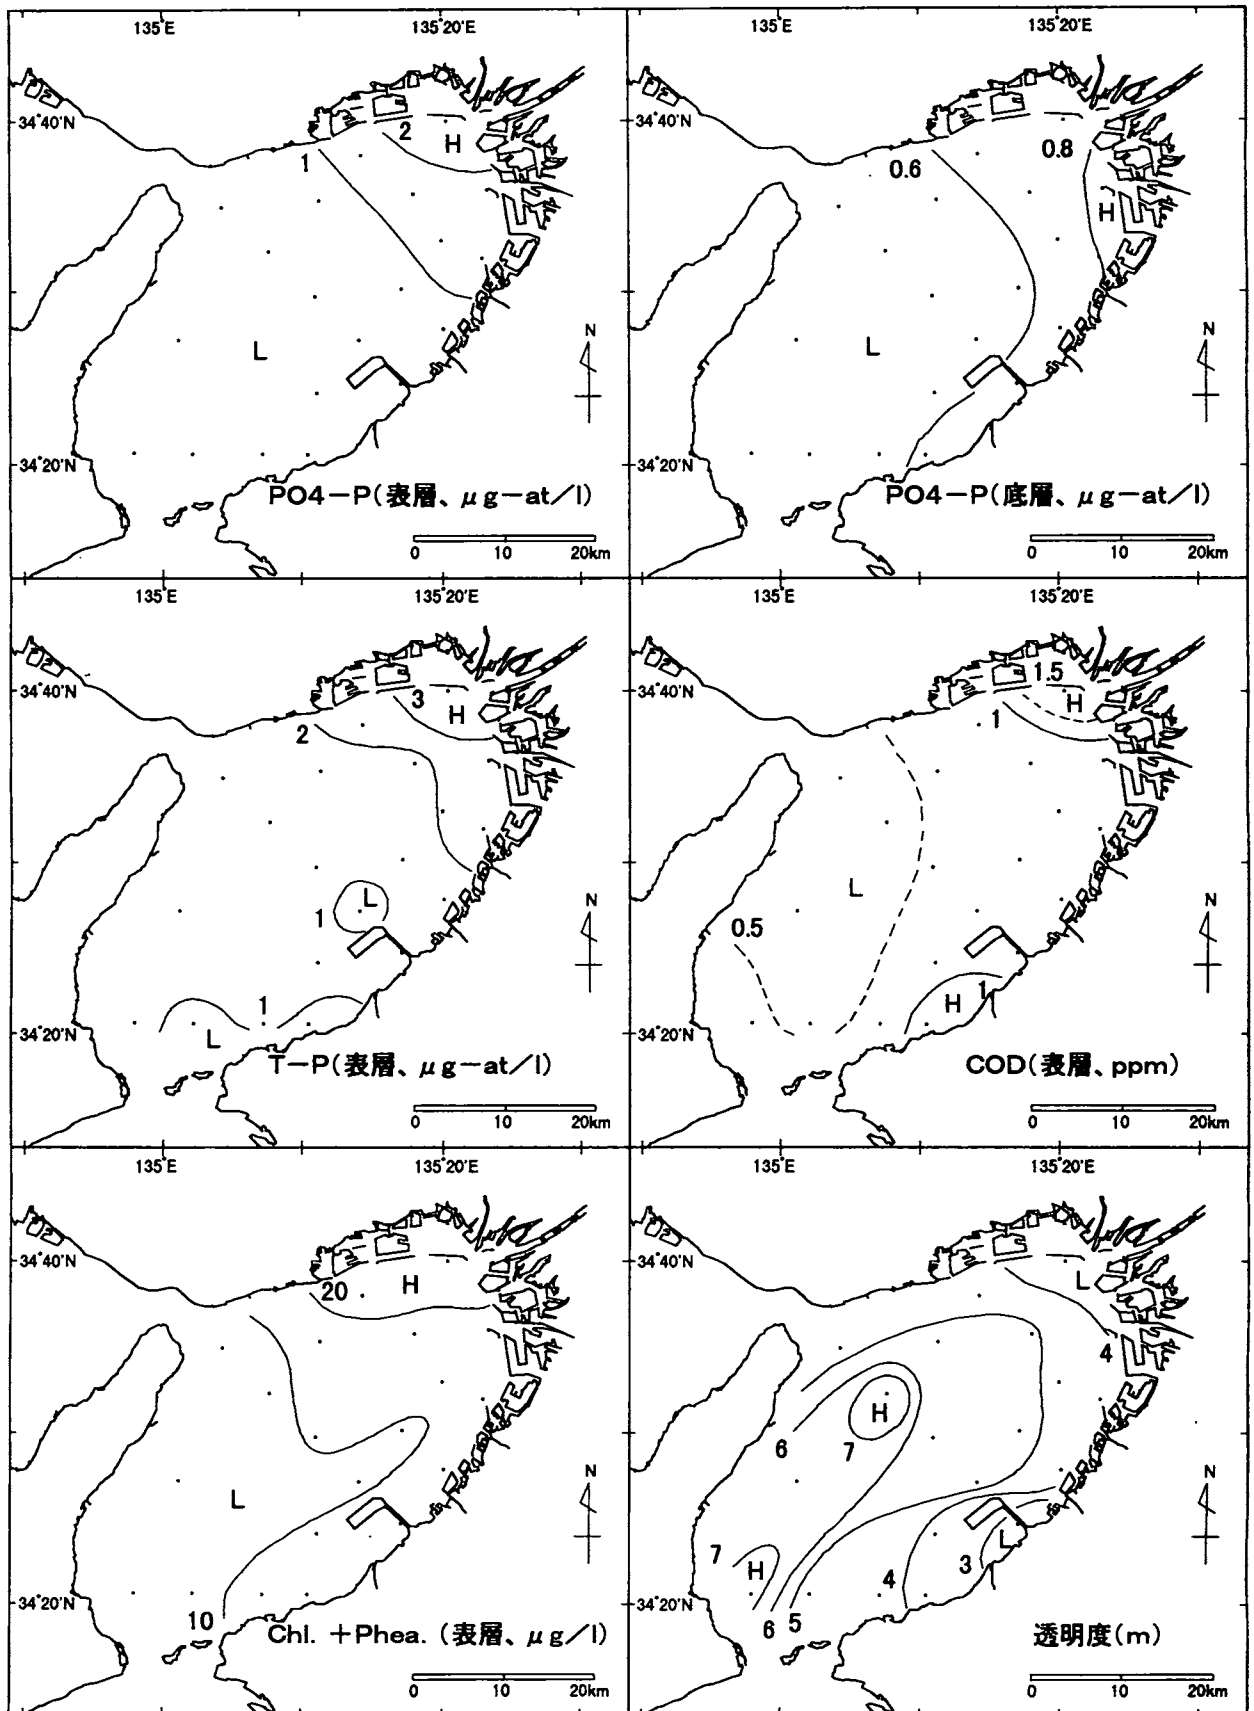 135°E 135°20'E
34°40'N
2
H
1
L
N
34°20'N
PO4-P(表層、μg-at/l)
0 10 20km
135°E 135°20'E
34°40'N
0.8
0.6
H
L
N
34°20'N
PO4-P(底層、μg-at/l)
0 10 20km
135°E 135°20'E
34°40'N
3
H
2
L
1
N
1
34°20'N
L
T-P(表層、μg-at/l)
0 10 20km
135°E 135°20'E
34°40'N
1.5
H
1
L
0.5
N
1
H
34°20'N
COD(表層、ppm)
0 10 20km
135°E 135°20'E
34°40'N
H
20
L
N
34°20'N
10
Chl. +Phea. (表層、μg/l)
0 10 20km
135°E 135°20'E
34°40'N
L
4
H
6
7
N
L
7
H
3
4
34°20'N
5
6
透明度(m)
0 10 20km